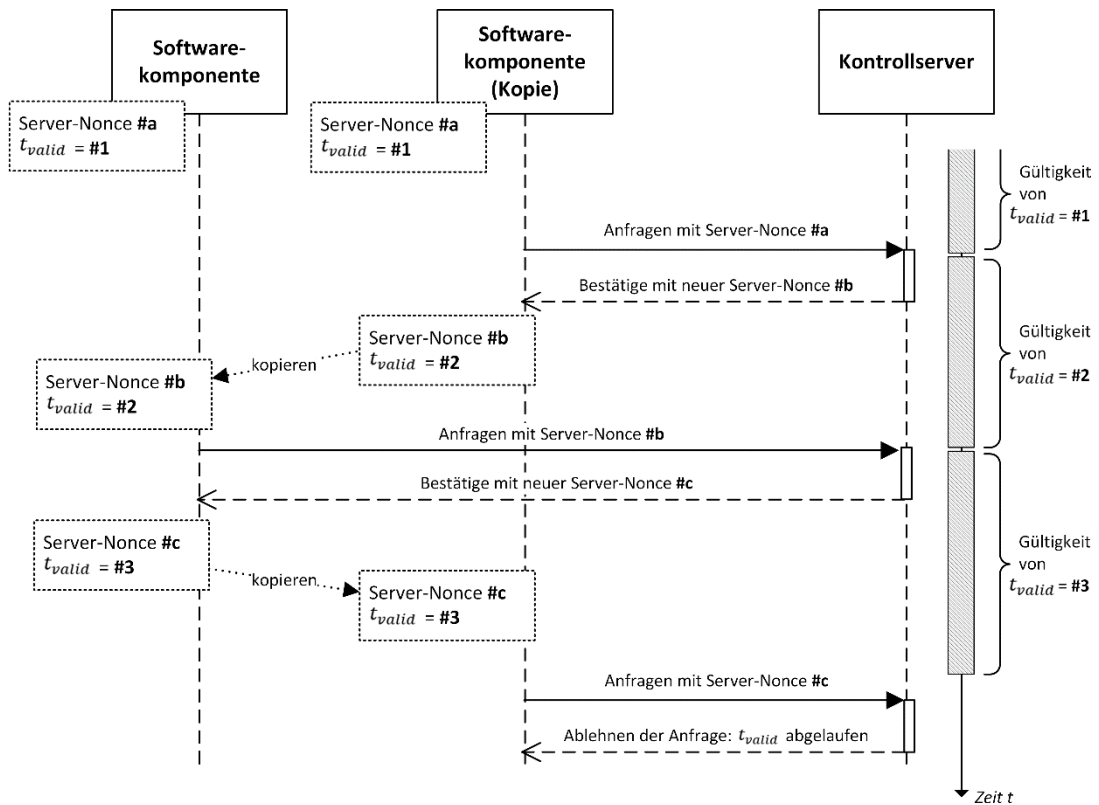 Software-
komponente
Software-
komponente
(Kopie)
Kontrollserver
Server-Nonce #a
t_valid = #1
Server-Nonce #a
t_valid = #1
Gültigkeit
von
t_valid = #1
Anfragen mit Server-Nonce #a
Bestätige mit neuer Server-Nonce #b
Server-Nonce #b
t_valid = #2
kopieren
Server-Nonce #b
t_valid = #2
Gültigkeit
von
t_valid = #2
Anfragen mit Server-Nonce #b
Bestätige mit neuer Server-Nonce #c
Server-Nonce #c
t_valid = #3
kopieren
Server-Nonce #c
t_valid = #3
Gültigkeit
von
t_valid = #3
Anfragen mit Server-Nonce #c
Ablehnen der Anfrage: t_valid abgelaufen
Zeit t